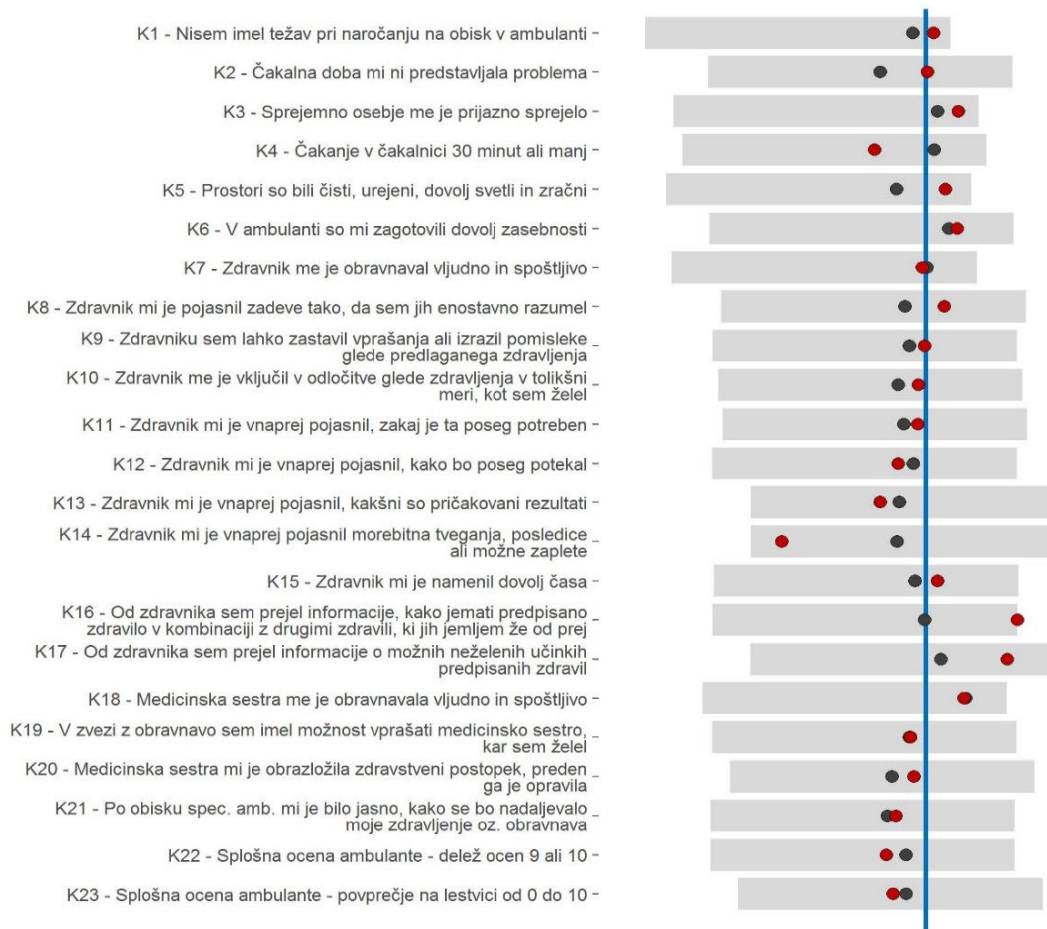 K1 - Nisem imel težav pri naročanju na obisk v ambulanti
K2 - Čakalna doba mi ni predstavljala problema
K3 - Sprejemno osebje me je prijazno sprejelo
K4 - Čakanje v čakalnici 30 minut ali manj
K5 - Prostori so bili čisti, urejeni, dovolj svetli in zračni
K6 - V ambulanti so mi zagotovili dovolj zasebnosti
K7 - Zdravnik me je obravnaval vljudno in spoštljivo
K8 - Zdravnik mi je pojasnil zadeve tako, da sem jih enostavno razumel
K9 - Zdravniku sem lahko zastavil vprašanja ali izrazil pomisleke
glede predlaganega zdravljenja
K10 - Zdravnik me je vključil v odločitve glede zdravljenja v tolikšni
meri, kot sem želel
K11 - Zdravnik mi je vnaprej pojasnil, zakaj je ta poseg potreben
K12 - Zdravnik mi je vnaprej pojasnil, kako bo poseg potekal
K13 - Zdravnik mi je vnaprej pojasnil, kakšni so pričakovani rezultati
K14 - Zdravnik mi je vnaprej pojasnil morebitna tveganja, posledice
ali možne zaplete
K15 - Zdravnik mi je namenil dovolj časa
K16 - Od zdravnika sem prejel informacije, kako jemati predpisano
zdravilo v kombinaciji z drugimi zdravili, ki jih jemljem že od prej
K17 - Od zdravnika sem prejel informacije o možnih neželenih učinkih
predpisanih zdravil
K18 - Medicinska sestra me je obravnavala vljudno in spoštljivo
K19 - V zvezi z obravnavo sem imel možnost vprašati medicinsko sestro,
kar sem želel
K20 - Medicinska sestra mi je obrazložila zdravstveni postopek, preden
ga je opravila
K21 - Po obisku spec. amb. mi je bilo jasno, kako se bo nadaljevalo
moje zdravljenje oz. obravnava
K22 - Splošna ocena ambulante - delež ocen 9 ali 10
K23 - Splošna ocena ambulante - povprečje na lestvici od 0 do 10